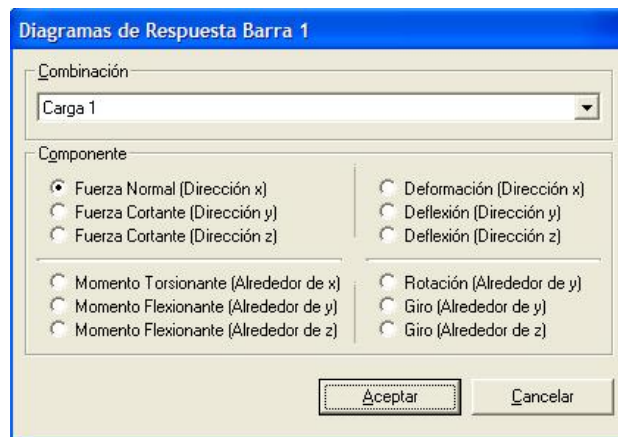 Diagramas de Respuesta Barra 1
Combinación
Carga 1
Componente
Fuerza Normal (Dirección x)
Fuerza Cortante (Dirección y)
Fuerza Cortante (Dirección z)
Deformación (Dirección x)
Deflexión (Dirección y)
Deflexión (Dirección z)
Momento Torsionante (Alrededor de x)
Momento Flexionante (Alrededor de y)
Momento Flexionante (Alrededor de z)
Rotación (Alrededor de y)
Giro (Alrededor de y)
Giro (Alrededor de z)
Aceptar
Cancelar